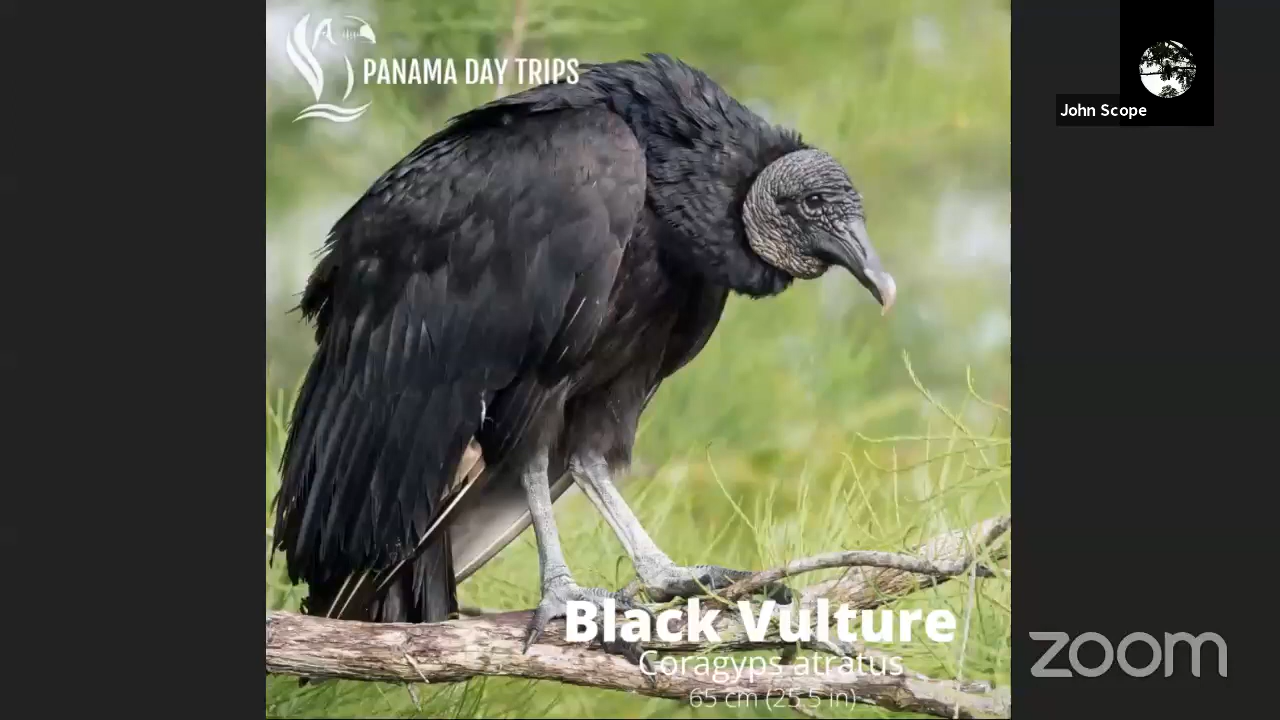 PANAMA DAY TRIPS
John Scope
Black Vulture
Coragyps atratus
65 cm (25.5 in)
zoom